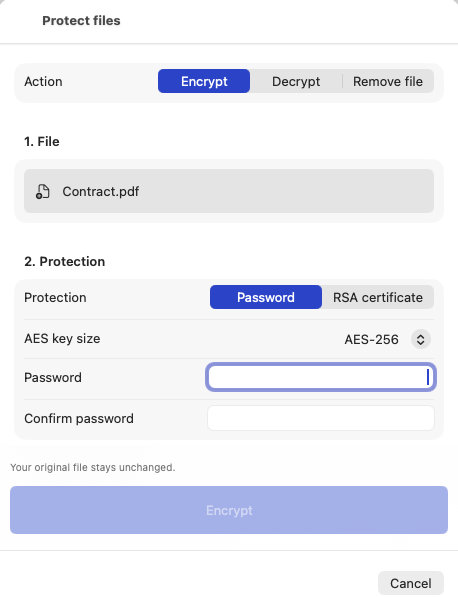 Protect files
Action Encrypt Decrypt Remove file
1. File
Contract.pdf
2. Protection
Protection Password RSA certificate
AES key size AES-256
Password
Confirm password
Your original file stays unchanged.
Encrypt
Cancel